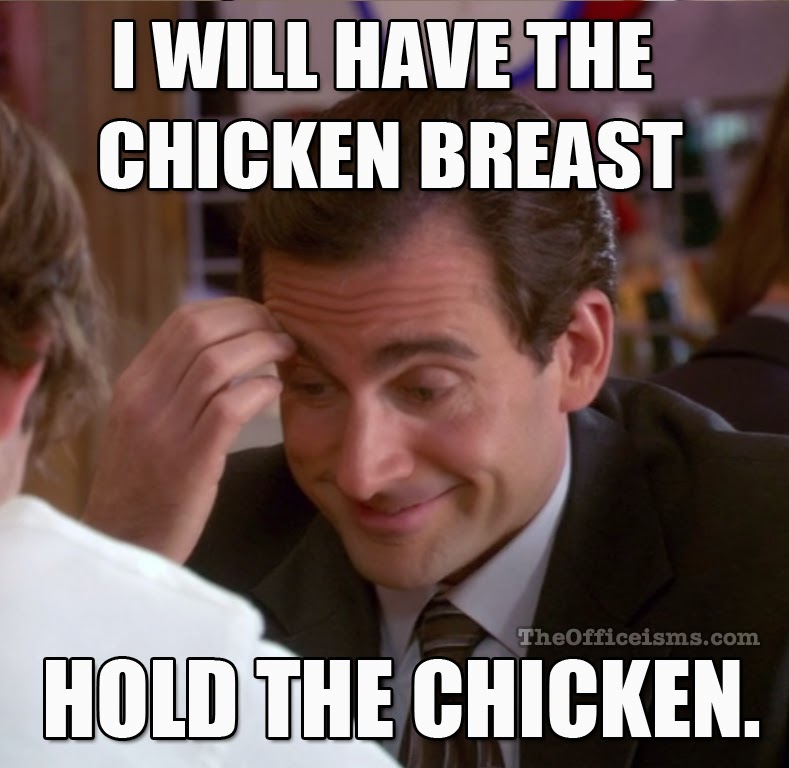 I WILL HAVE THE
CHICKEN BREAST
TheOfficeisms.com
HOLD THE CHICKEN.